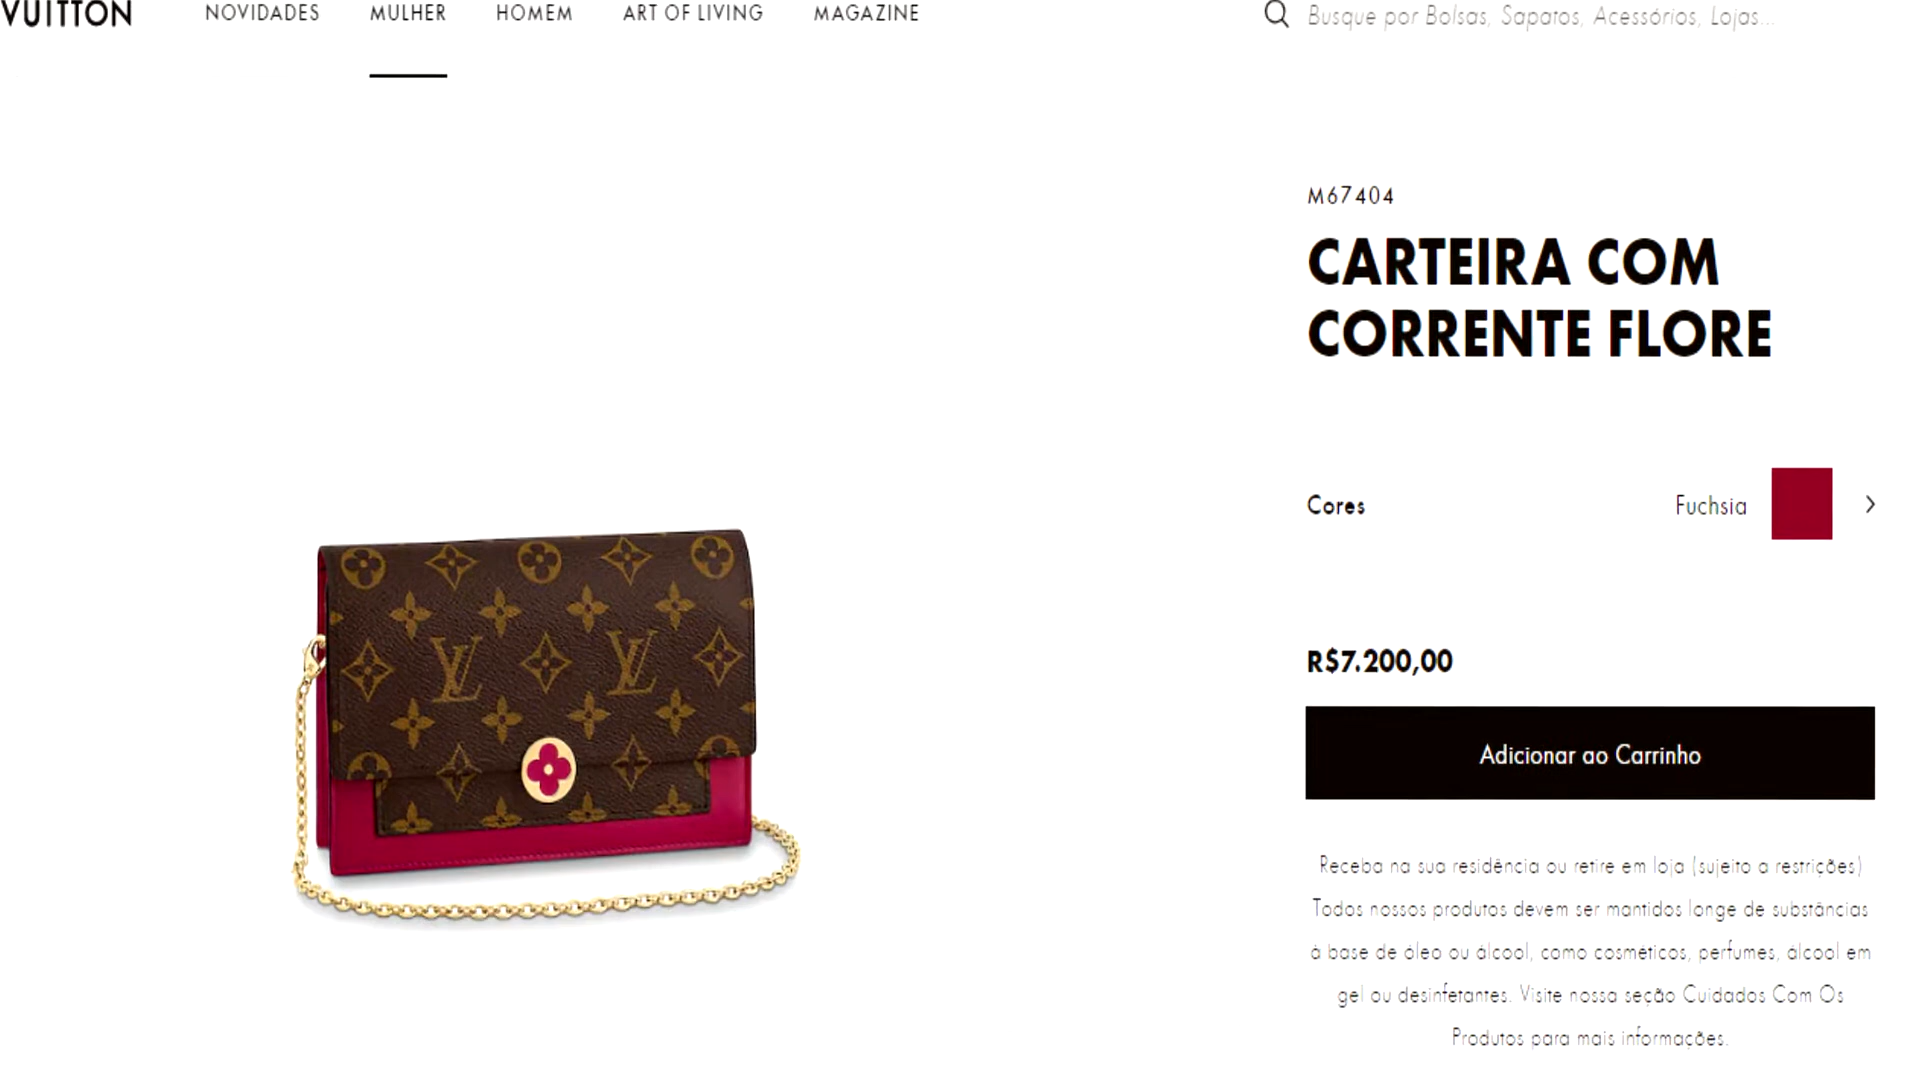 VUITTON
NOVIDADES
MULHER
HOMEM
ART OF LIVING
MAGAZINE
Busque por Bolsas, Sapatos, Acessórios, Lojas...
M67404
CARTEIRA COM
CORRENTE FLORE
Cores
Fuchsia
R$7.200,00
Adicionar ao Carrinho
Receba na sua residência ou retire em loja (sujeito a restrições)
Todos nossos produtos devem ser mantidos longe de substâncias
à base de óleo ou álcool, como cosméticos, perfumes, álcool em
gel ou desinfetantes. Visite nossa seção Cuidados Com Os
Produtos para mais informações.